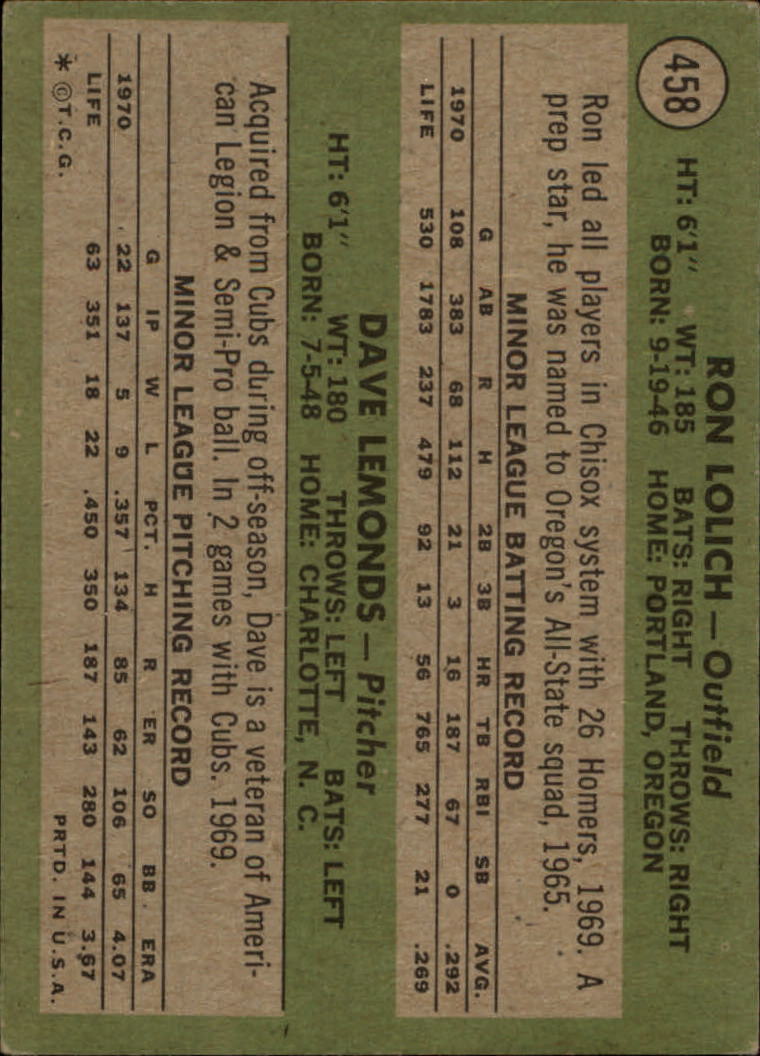 458
RON LOLICH — Outfield
HT: 6'1" WT: 185 BATS: RIGHT THROWS: RIGHT
BORN: 9-19-46 HOME: PORTLAND, OREGON
Ron led all players in Chisox system with 26 Homers, 1969. A
prep star, he was named to Oregon's All-State squad, 1965.
MINOR LEAGUE BATTING RECORD
G AB R H 2B 3B HR TB RBI SB AVG.
1970 108 383 68 112 21 3 16 187 67 0 .292
LIFE 530 1783 237 479 92 13 56 765 277 21 .269
DAVE LEMONDS — Pitcher
HT: 6'1" WT: 180 THROWS: LEFT BATS: LEFT
BORN: 7-5-48 HOME: CHARLOTTE, N. C.
Acquired from Cubs during off-season, Dave is a veteran of Ameri-
can Legion & Semi-Pro ball. In 2 games with Cubs. 1969.
MINOR LEAGUE PITCHING RECORD
G IP W L PCT. H R ER SO BB ERA
1970 22 137 5 9 .357 134 85 62 106 65 4.07
LIFE 63 351 18 22 .450 350 187 143 280 144 3.67
* ©T.C.G. PRTD. IN U.S.A.